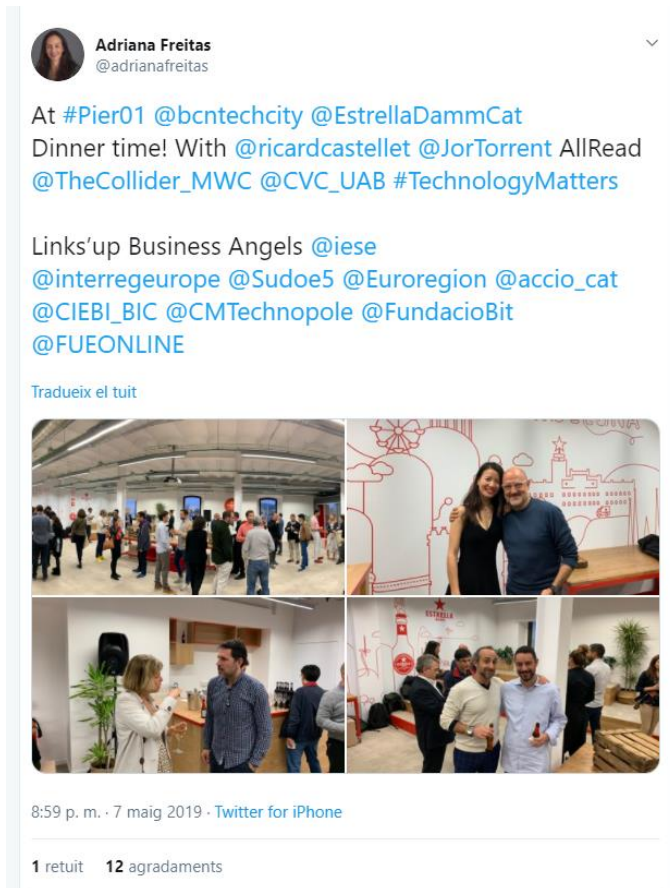 Adriana Freitas
@adrianafreitas
At #Pier01 @bcntechcity @EstrellaDammCat
Dinner time! With @ricardcastellet @JorTorrent AllRead
@TheCollider_MWC @CVC_UAB #TechnologyMatters
Links'up Business Angels @iese
@interregeurope @Sudoe5 @Euroregion @accio_cat
@CIEBI_BIC @CMTechnopole @FundacioBit
@FUEONLINE
Tradueix el tuit
ESTRELLA
8:59 p. m. · 7 maig 2019 · Twitter for iPhone
1 retuit 12 agradaments